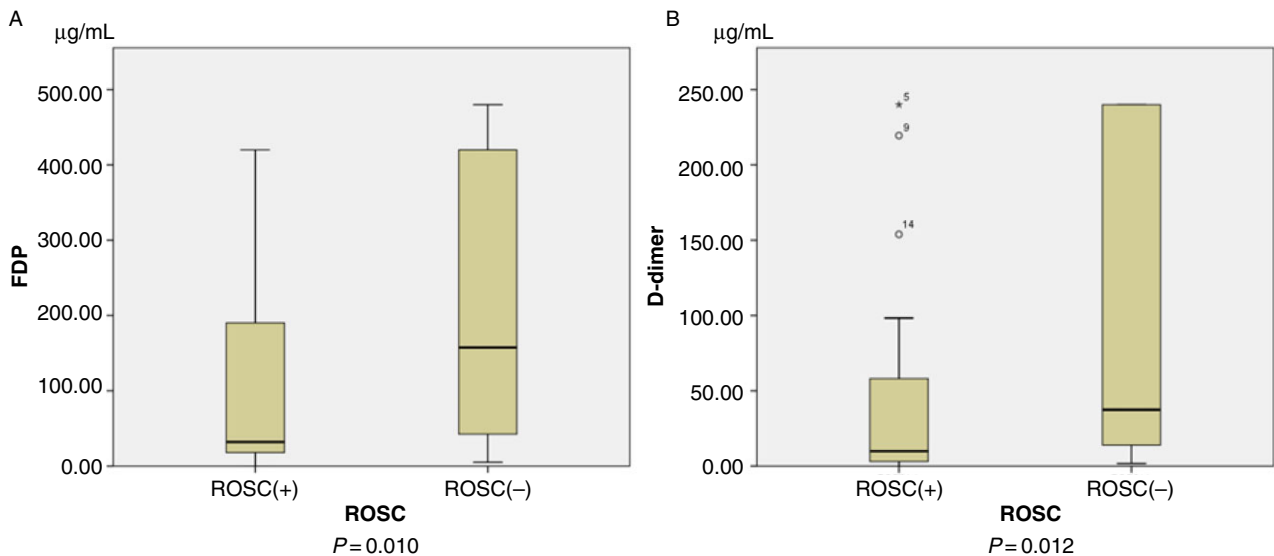 A
μg/mL
500.00
400.00
300.00
200.00
100.00
0.00
FDP
ROSC(+) ROSC(–)
ROSC
P = 0.010
B
μg/mL
250.00
200.00
150.00
100.00
50.00
0.00
D-dimer
5
9
14
ROSC(+) ROSC(–)
ROSC
P = 0.012